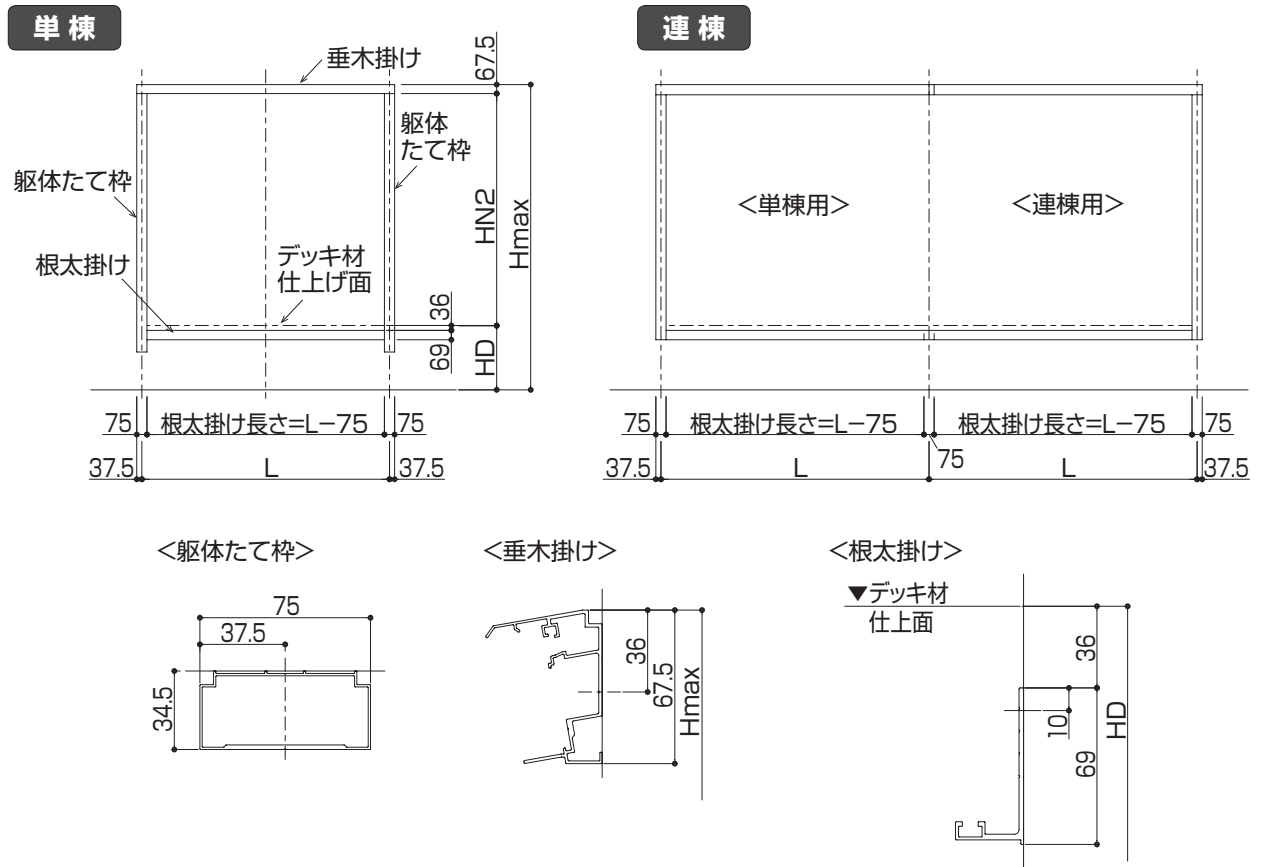 単棟
垂木掛け
躯体
たて枠
躯体たて枠
根太掛け
デッキ材
仕上げ面
67.5
HN2
Hmax
36
69
HD
75
根太掛け長さ=L−75
75
37.5
L
37.5
連棟
<単棟用>
<連棟用>
75
根太掛け長さ=L−75
根太掛け長さ=L−75
75
75
37.5
L
L
37.5
<躯体たて枠>
75
37.5
34.5
<垂木掛け>
36
67.5
Hmax
<根太掛け>
▼デッキ材
仕上面
36
10
69
HD